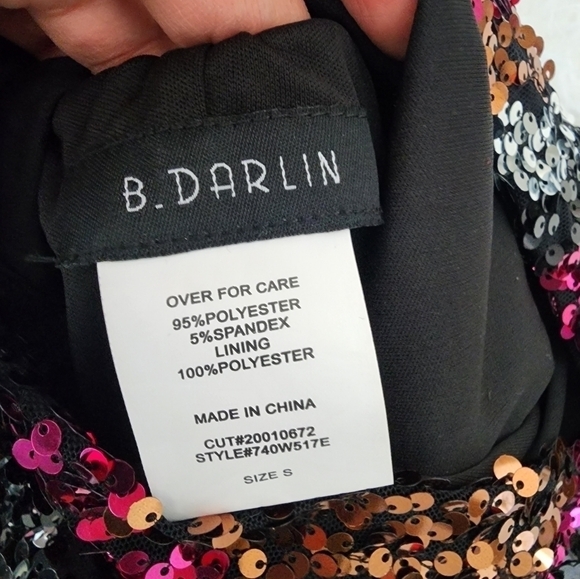 B.DARLIN
OVER FOR CARE
95%POLYESTER
5%SPANDEX
LINING
100%POLYESTER
MADE IN CHINA
CUT#20010672
STYLE#740W517E
SIZE S